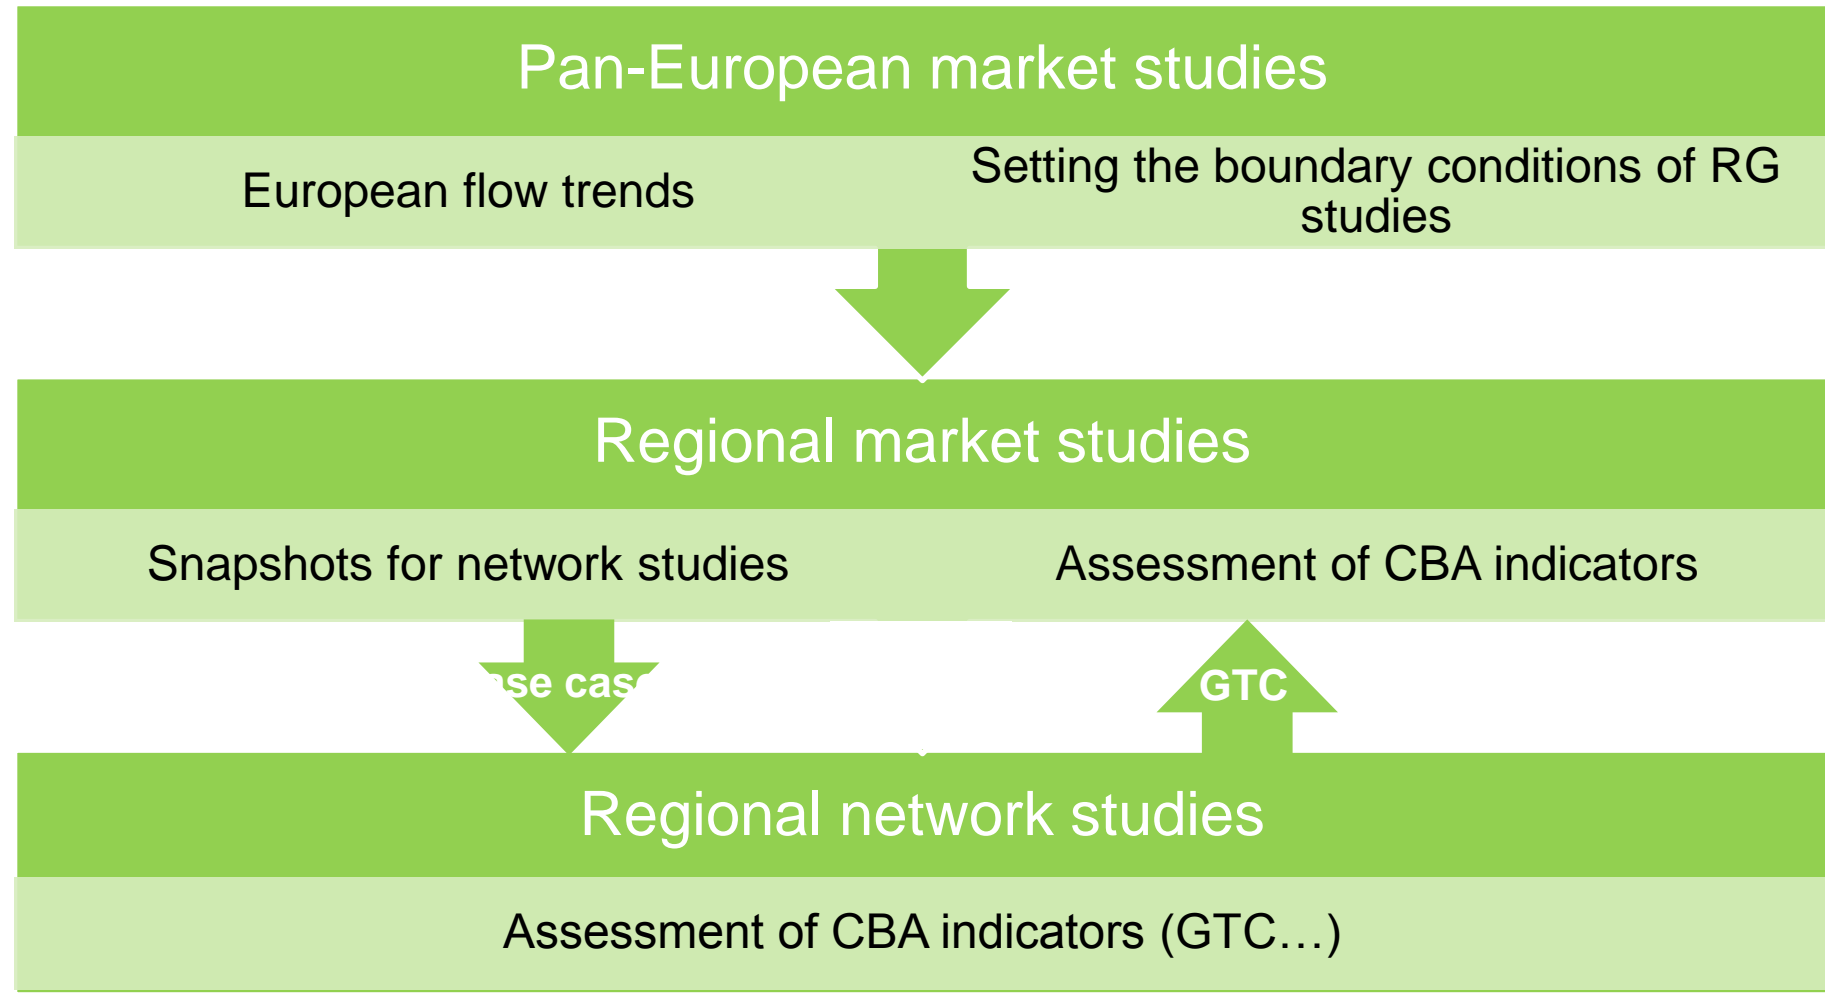 Pan-European market studies
European flow trends
Setting the boundary conditions of RG
studies
Regional market studies
Snapshots for network studies
Assessment of CBA indicators
case
GTC
Regional network studies
Assessment of CBA indicators (GTC…)